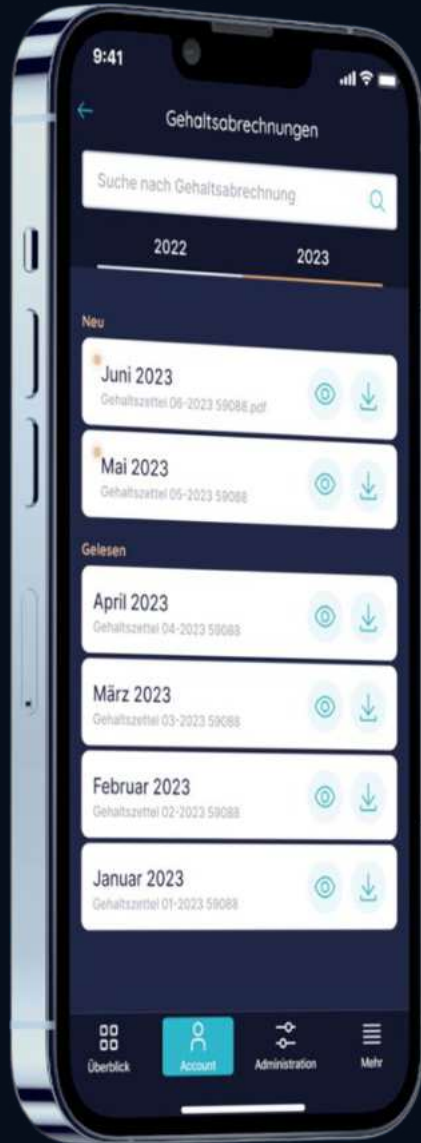 9:41
Gehaltsabrechnungen
Suche nach Gehaltsabrechnung
2022 2023
Neu
Juni 2023
Gehaltszettel 06-2023 59088.pdf
Mai 2023
Gehaltszettel 05-2023 59088
Gelesen
April 2023
Gehaltszettel 04-2023 59088
März 2023
Gehaltszettel 03-2023 59088
Februar 2023
Gehaltszettel 02-2023 59088
Januar 2023
Gehaltszettel 01-2023 59088
Überblick Account Administration Mehr